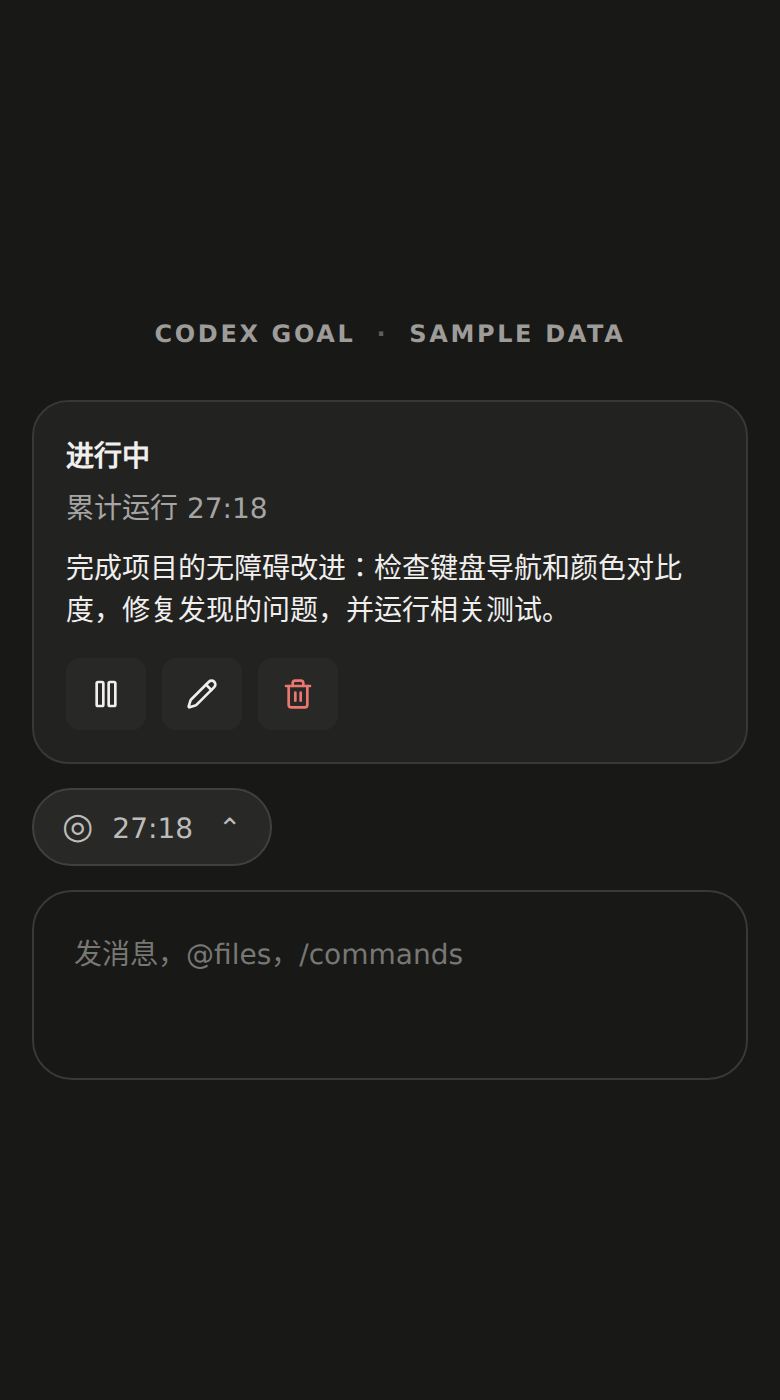 CODEX GOAL · SAMPLE DATA
进行中
累计运行 27:18
完成项目的无障碍改进：检查键盘导航和颜色对比
度，修复发现的问题，并运行相关测试。
27:18
发消息，@files，/commands